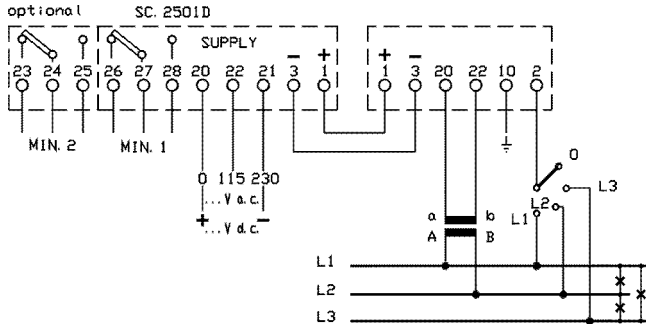 optional SC. 2501D
SUPPLY
− + + −
23 24 25 26 27 28 20 22 21 3 1 1 3 20 22 10 2
MIN. 2 MIN. 1
0
0 115 230
L3
...V a.c.
L2
a b L1
+ ...V d.c. −
A B
L1
L2
L3